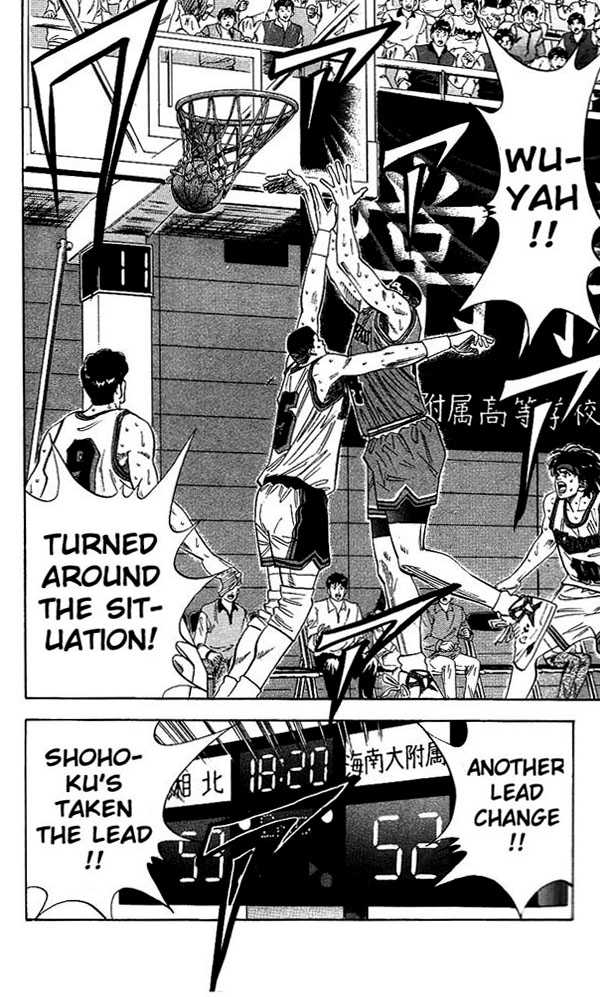 WU-
YAH
!!
附属高等学校
TURNED
AROUND
THE SIT-
UATION!
ANOTHER
LEAD
CHANGE
!!
湘北
18:20
海南大附属
53
52
SHOHO-
KU'S
TAKEN
THE LEAD
!!